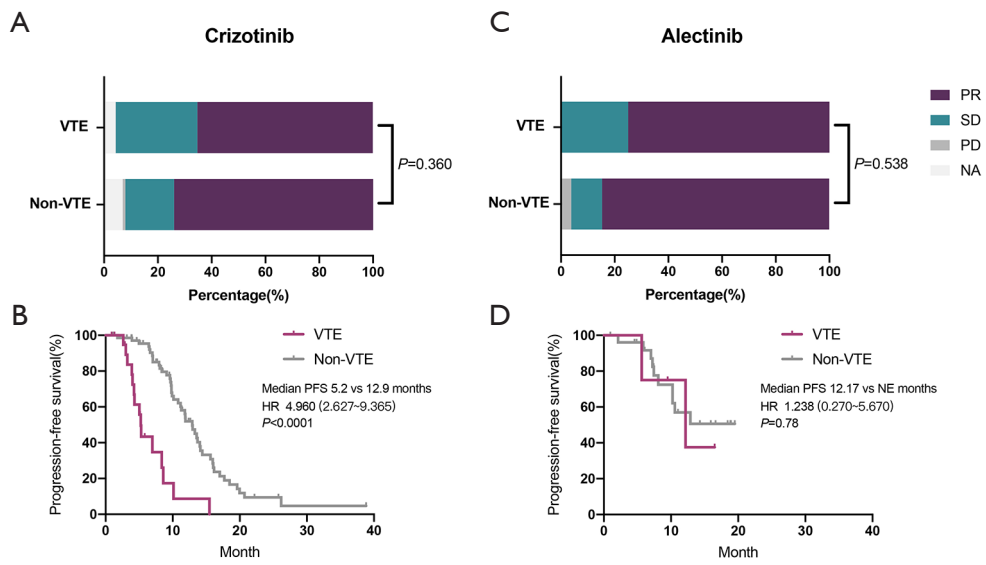 A
Crizotinib
VTE
Non-VTE
P=0.360
0 20 40 60 80 100
Percentage(%)
C
Alectinib
VTE
Non-VTE
P=0.538
0 20 40 60 80 100
Percentage(%)
PR
SD
PD
NA
B
Progression-free survival(%)
100
80
60
40
20
0
VTE
Non-VTE
Median PFS 5.2 vs 12.9 months
HR 4.960 (2.627~9.365)
P<0.0001
0 10 20 30 40
Month
D
Progression-free survival(%)
100
80
60
40
20
0
VTE
Non-VTE
Median PFS 12.17 vs NE months
HR 1.238 (0.270~5.670)
P=0.78
0 10 20 30 40
Month